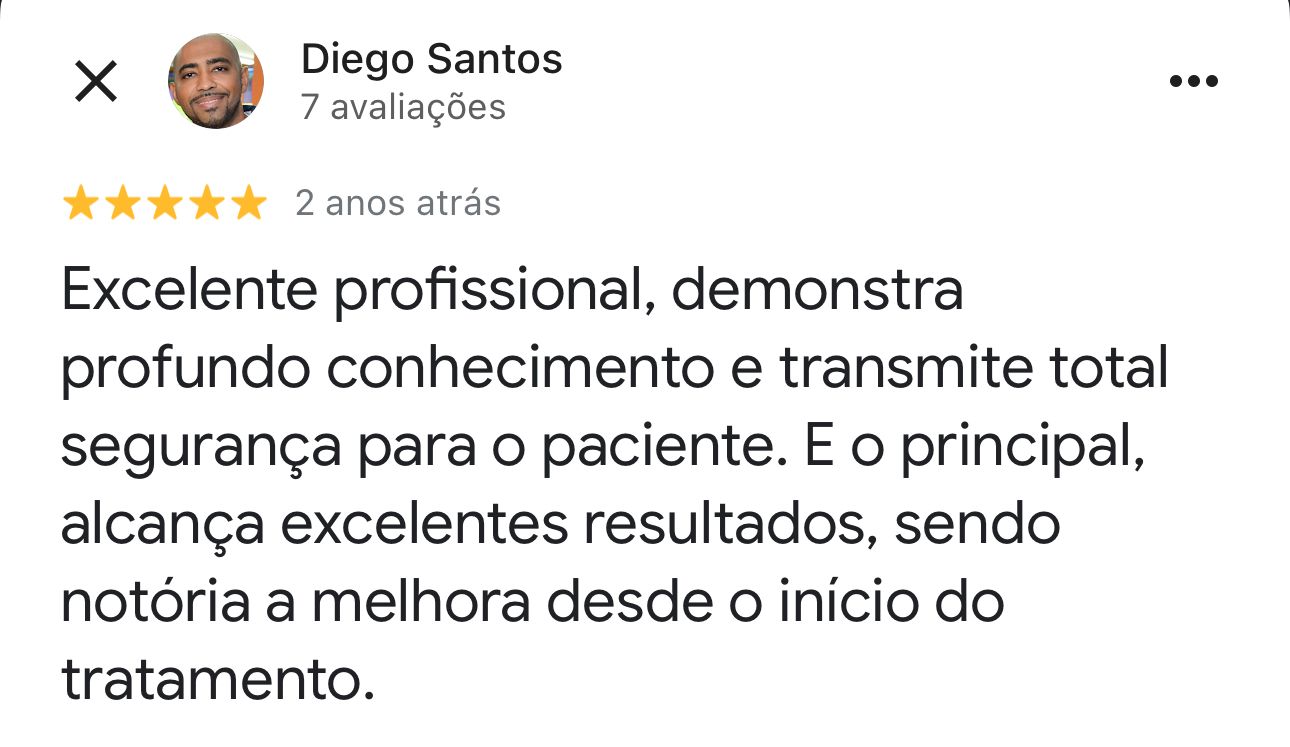 Diego Santos
7 avaliações
2 anos atrás
Excelente profissional, demonstra
profundo conhecimento e transmite total
segurança para o paciente. E o principal,
alcança excelentes resultados, sendo
notória a melhora desde o início do
tratamento.